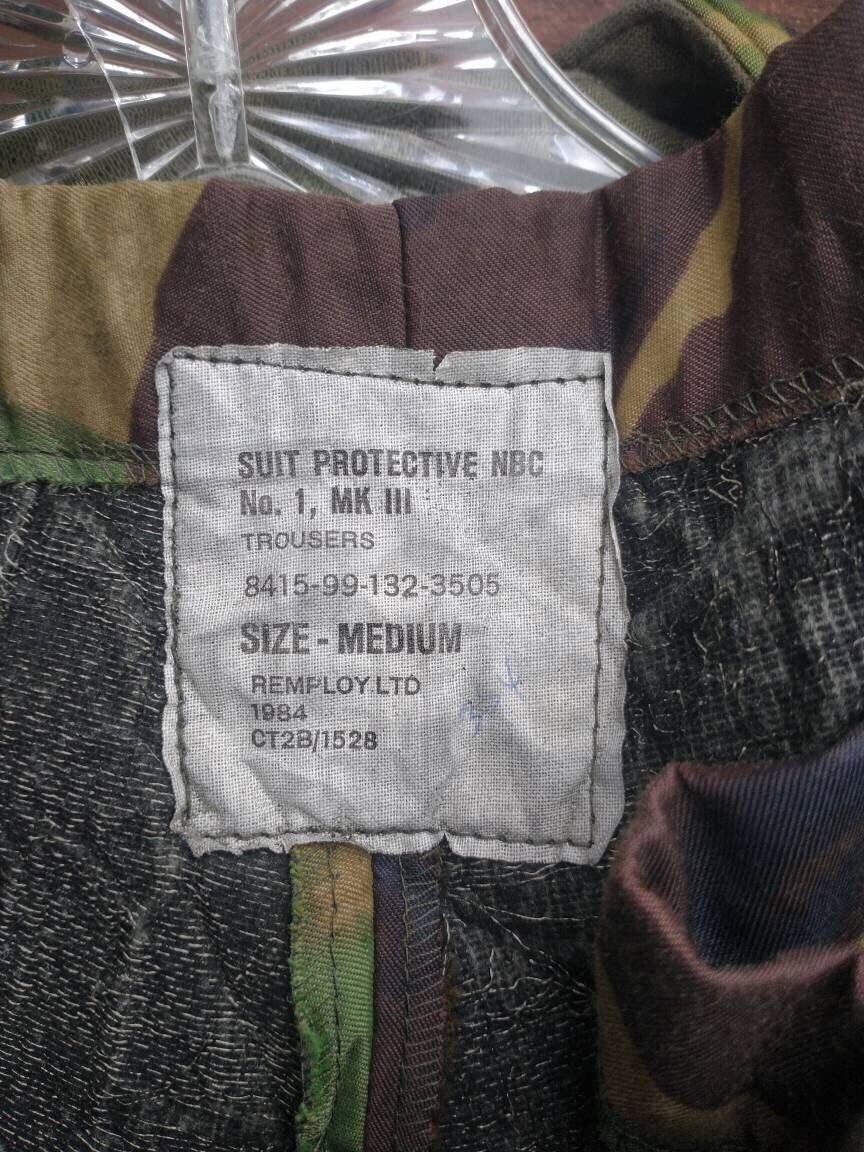 SUIT PROTECTIVE NBC
No. 1, MK III
TROUSERS
8415-99-132-3505
SIZE - MEDIUM
REMPLOY LTD
1984
CT2B/1528